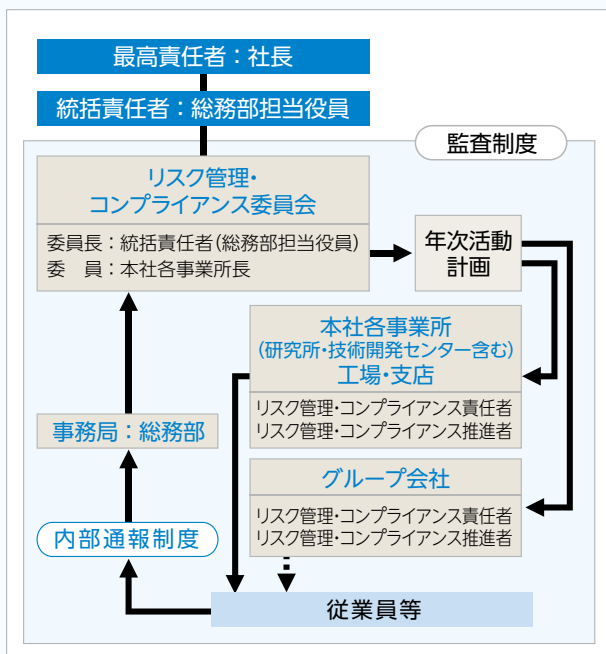 最高責任者：社長
統括責任者：総務部担当役員
監査制度
リスク管理・
コンプライアンス委員会
委員長：統括責任者(総務部担当役員)
委　員：本社各事業所長
年次活動
計画
本社各事業所
(研究所・技術開発センター含む)
工場・支店
リスク管理・コンプライアンス責任者
リスク管理・コンプライアンス推進者
事務局：総務部
グループ会社
リスク管理・コンプライアンス責任者
リスク管理・コンプライアンス推進者
内部通報制度
従業員等